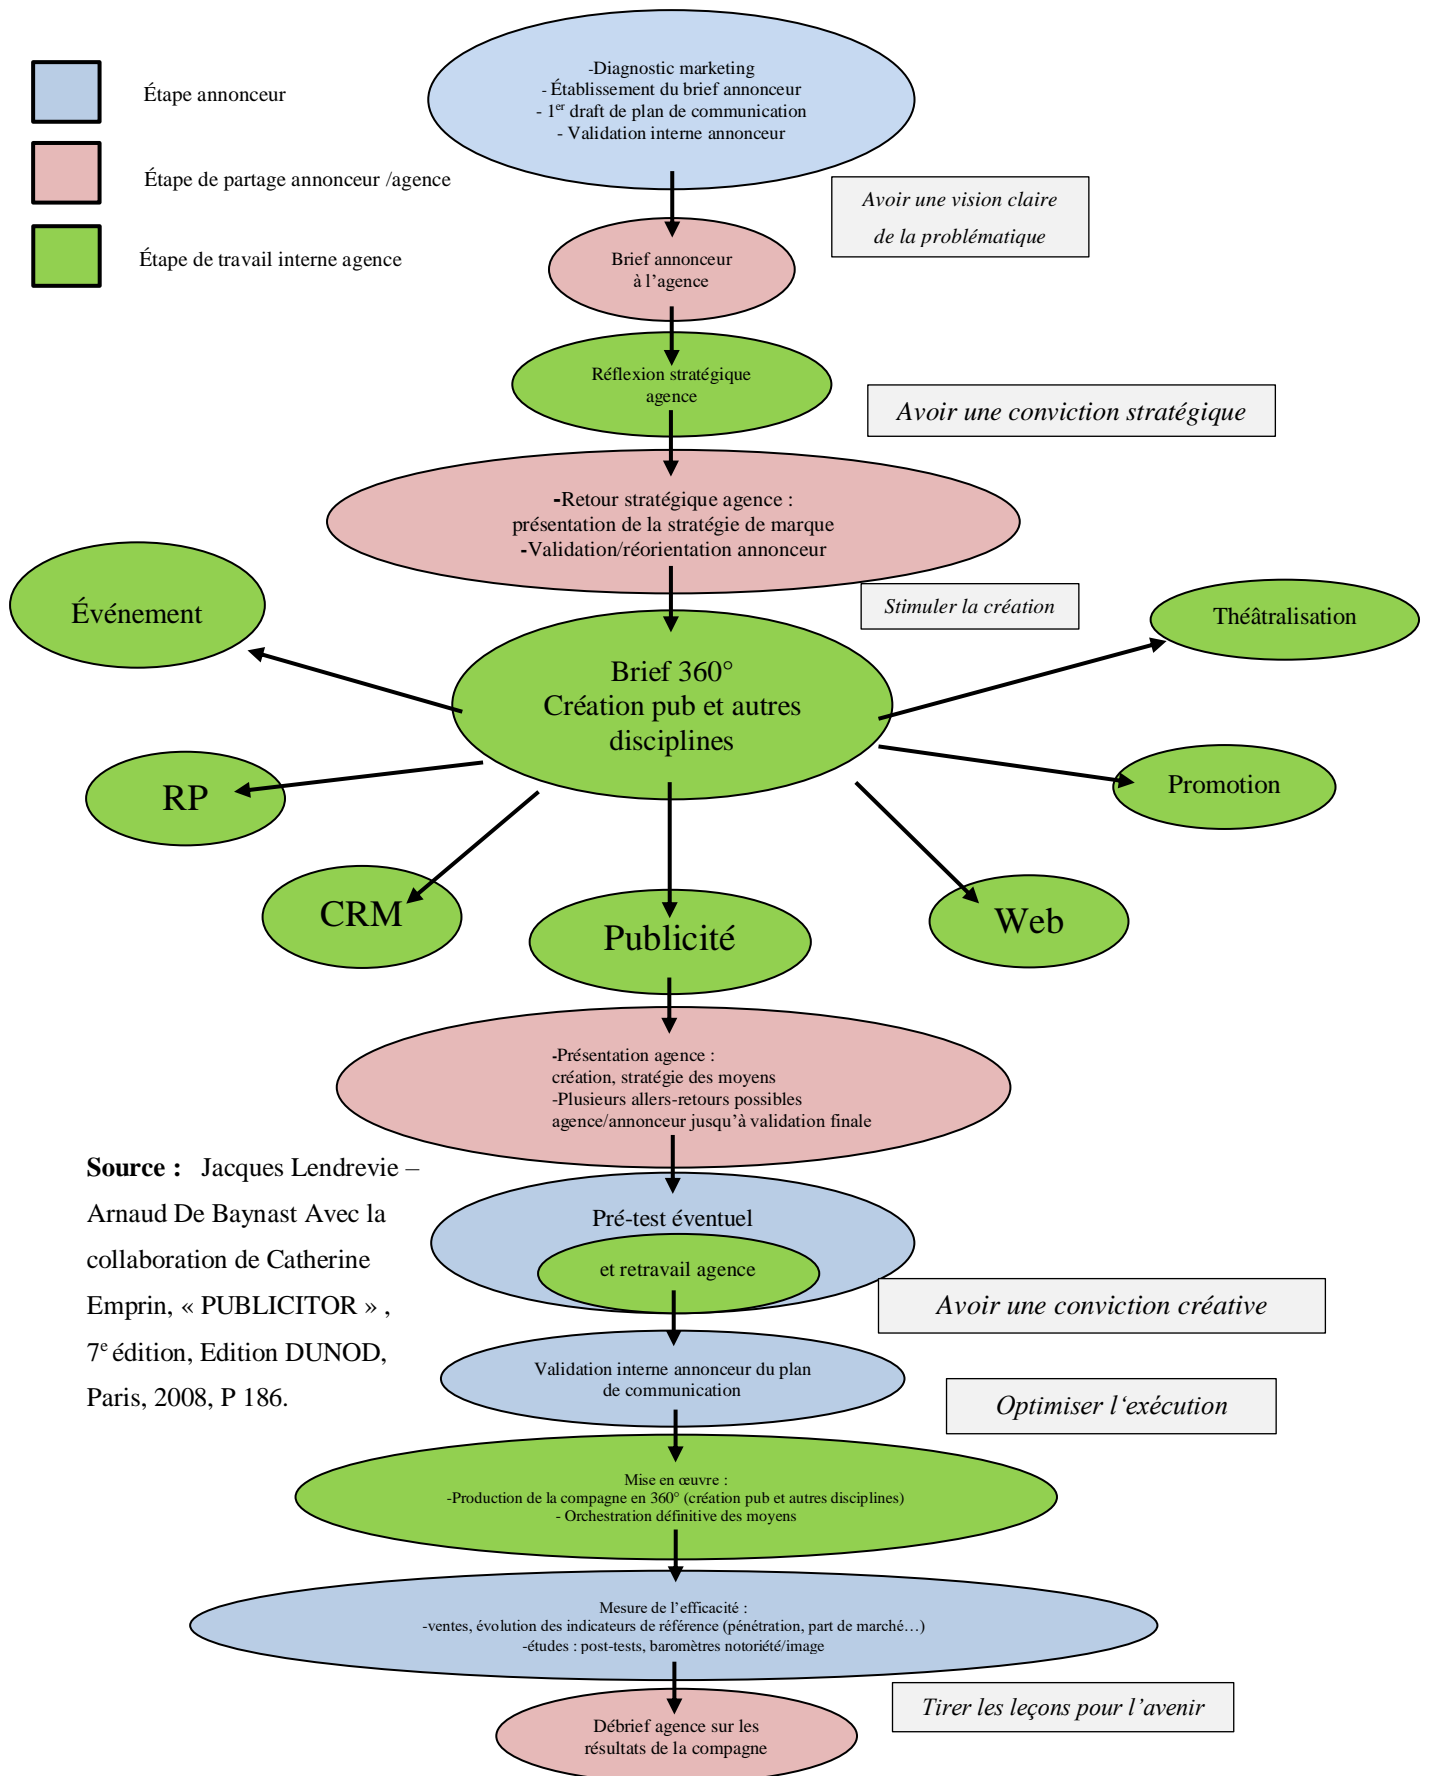 Étape annonceur
Étape de partage annonceur /agence
Étape de travail interne agence
-Diagnostic marketing
- Établissement du brief annonceur
- 1er draft de plan de communication
- Validation interne annonceur
Avoir une vision claire
de la problématique
Brief annonceur
à l’agence
Réflexion stratégique
agence
Avoir une conviction stratégique
-Retour stratégique agence :
présentation de la stratégie de marque
-Validation/réorientation annonceur
Stimuler la création
Événement
Théâtralisation
Brief 360°
Création pub et autres
disciplines
RP
Promotion
CRM
Publicité
Web
-Présentation agence :
création, stratégie des moyens
-Plusieurs allers-retours possibles
agence/annonceur jusqu’à validation finale
Source : Jacques Lendrevie –
Arnaud De Baynast Avec la
collaboration de Catherine
Emprin, « PUBLICITOR » ,
7e édition, Edition DUNOD,
Paris, 2008, P 186.
Pré-test éventuel
et retravail agence
Avoir une conviction créative
Validation interne annonceur du plan
de communication
Optimiser l‘exécution
Mise en œuvre :
-Production de la compagne en 360° (création pub et autres disciplines)
- Orchestration définitive des moyens
Mesure de l’efficacité :
-ventes, évolution des indicateurs de référence (pénétration, part de marché…)
-études : post-tests, baromètres notoriété/image
Tirer les leçons pour l’avenir
Débrief agence sur les
résultats de la compagne